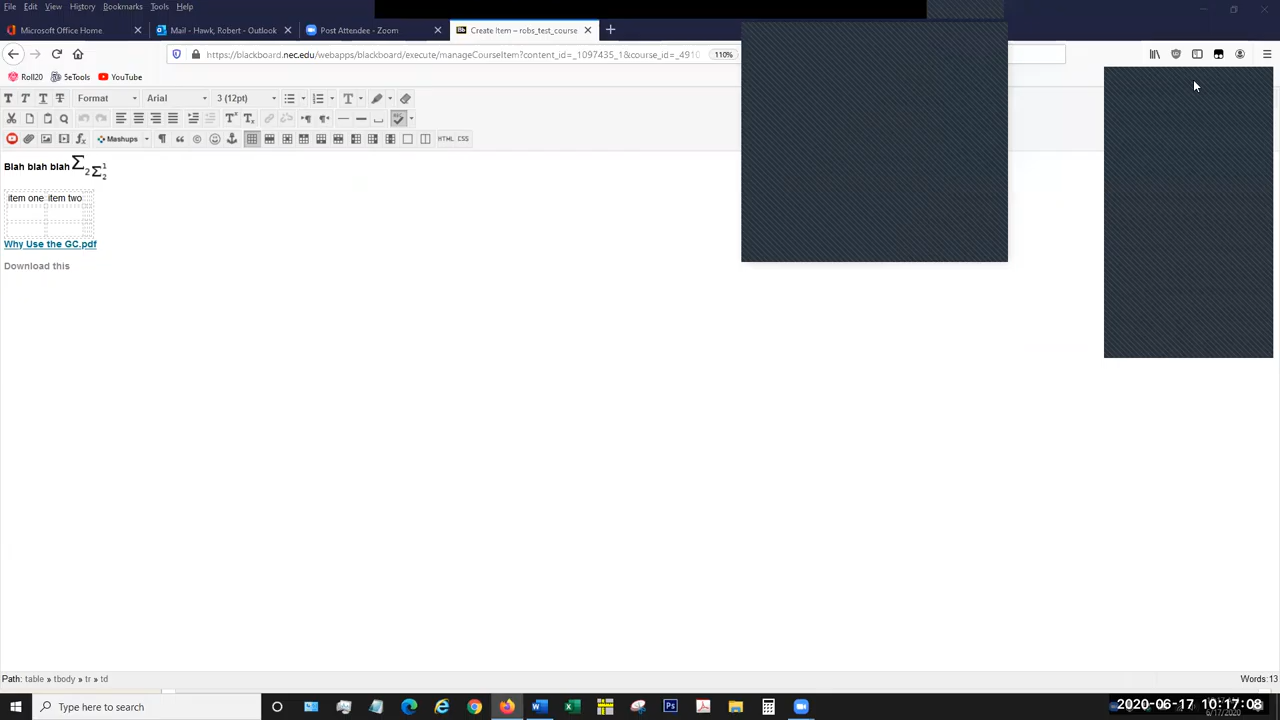 File Edit View History Bookmarks Tools Help
Microsoft Office Home
Mail - Hawk, Robert - Outlook
Post Attendee - Zoom
Create Item – robs_test_course
https://blackboard.nec.edu/webapps/blackboard/execute/manageCourseItem?content_id=_1097435_1&course_id=_4910
110%
Roll20 5eTools YouTube
Format Arial 3 (12pt)
Mashups HTML CSS
Blah blah blah Σ2Σ12
item one item two
Why Use the GC.pdf
Download this
Path: table » tbody » tr » td
Words:13
Type here to search
2020-06-17 10:17:08